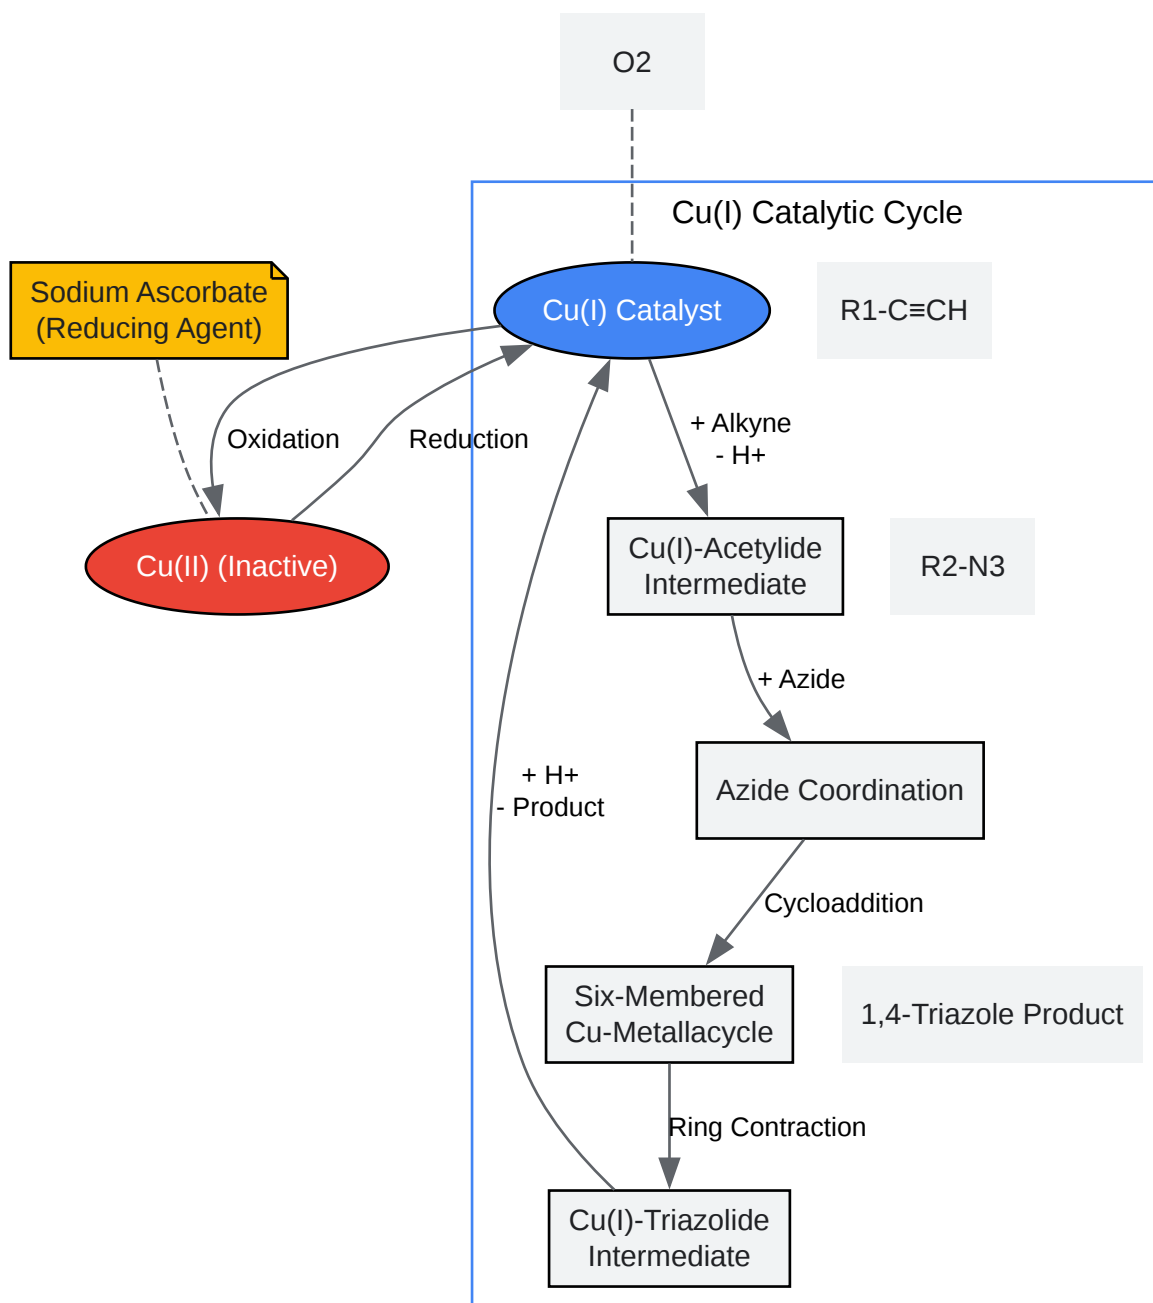 O2
Cu(I) Catalytic Cycle
Sodium Ascorbate
(Reducing Agent)
Cu(I) Catalyst
R1-C≡CH
Oxidation
Reduction
+ Alkyne
- H+
Cu(II) (Inactive)
Cu(I)-Acetylide
Intermediate
R2-N3
+ Azide
+ H+
- Product
Azide Coordination
Cycloaddition
Six-Membered
Cu-Metallacycle
1,4-Triazole Product
Ring Contraction
Cu(I)-Triazolide
Intermediate